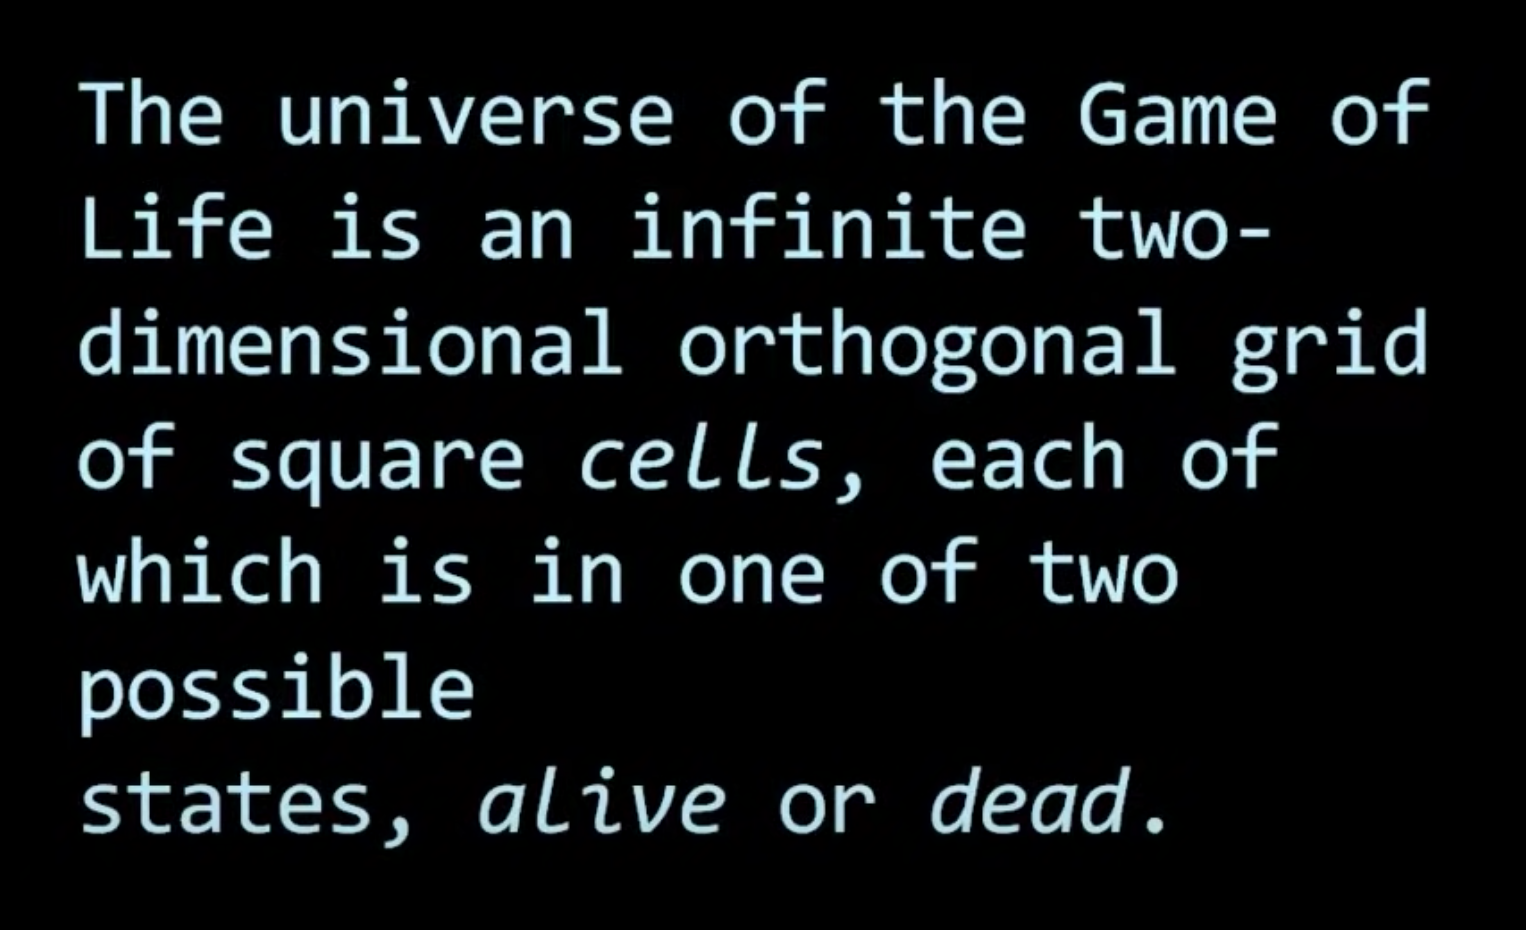 The universe of the Game of
Life is an infinite two-
dimensional orthogonal grid
of square cells, each of
which is in one of two
possible
states, alive or dead.